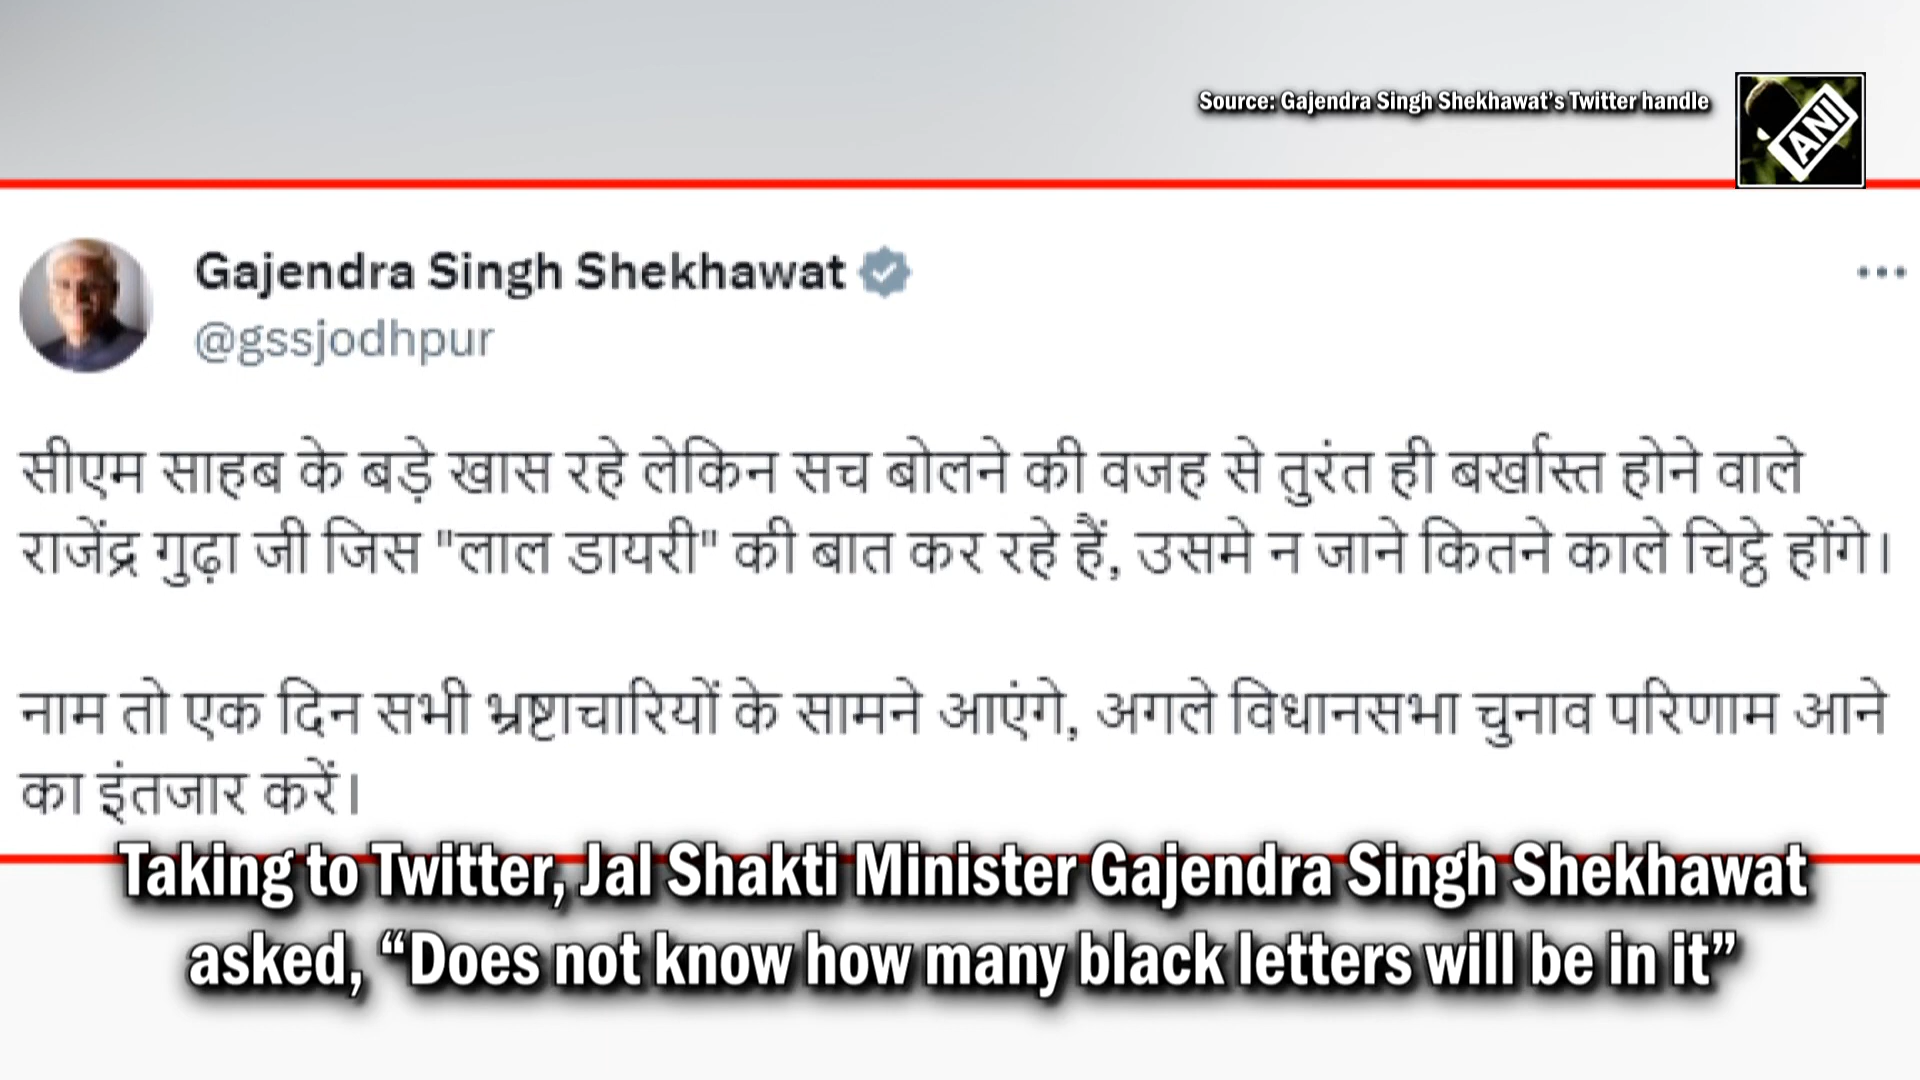 Source: Gajendra Singh Shekhawat's Twitter handle
ANI
Gajendra Singh Shekhawat
@gssjodhpur
सीएम साहब के बड़े खास रहे लेकिन सच बोलने की वजह से तुरंत ही बर्खास्त होने वाले
राजेंद्र गुढ़ा जी जिस "लाल डायरी" की बात कर रहे हैं, उसमे न जाने कितने काले चिट्ठे होंगे।
नाम तो एक दिन सभी भ्रष्टाचारियों के सामने आएंगे, अगले विधानसभा चुनाव परिणाम आने
का इंतजार करें।
Taking to Twitter, Jal Shakti Minister Gajendra Singh Shekhawat
asked, “Does not know how many black letters will be in it”